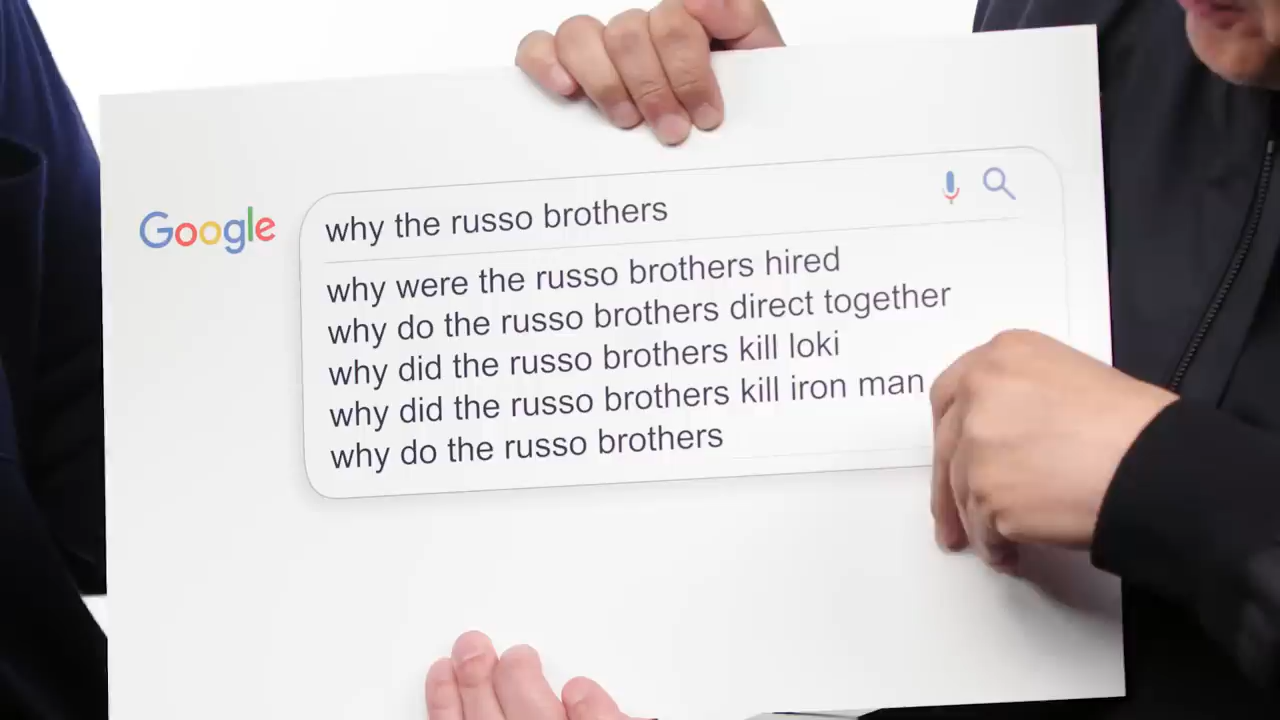 Google
why the russo brothers
why were the russo brothers hired
why do the russo brothers direct together
why did the russo brothers kill loki
why did the russo brothers kill iron man
why do the russo brothers